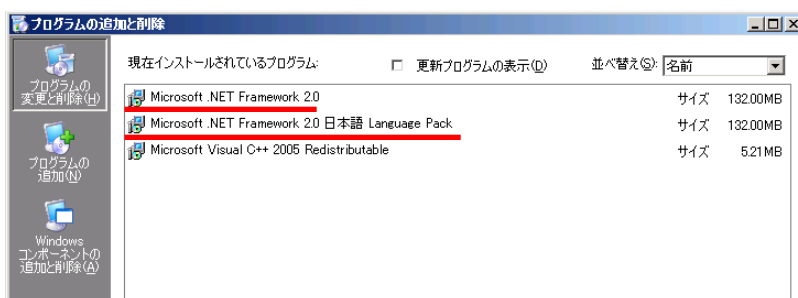 プログラムの追加と削除
現在インストールされているプログラム:
更新プログラムの表示(D)
並べ替え(S):
名前
プログラムの
変更と削除(H)
プログラムの
追加(N)
Windows
コンポーネントの
追加と削除(A)
Microsoft .NET Framework 2.0
サイズ 132.00MB
Microsoft .NET Framework 2.0 日本語 Language Pack
サイズ 132.00MB
Microsoft Visual C++ 2005 Redistributable
サイズ 5.21MB